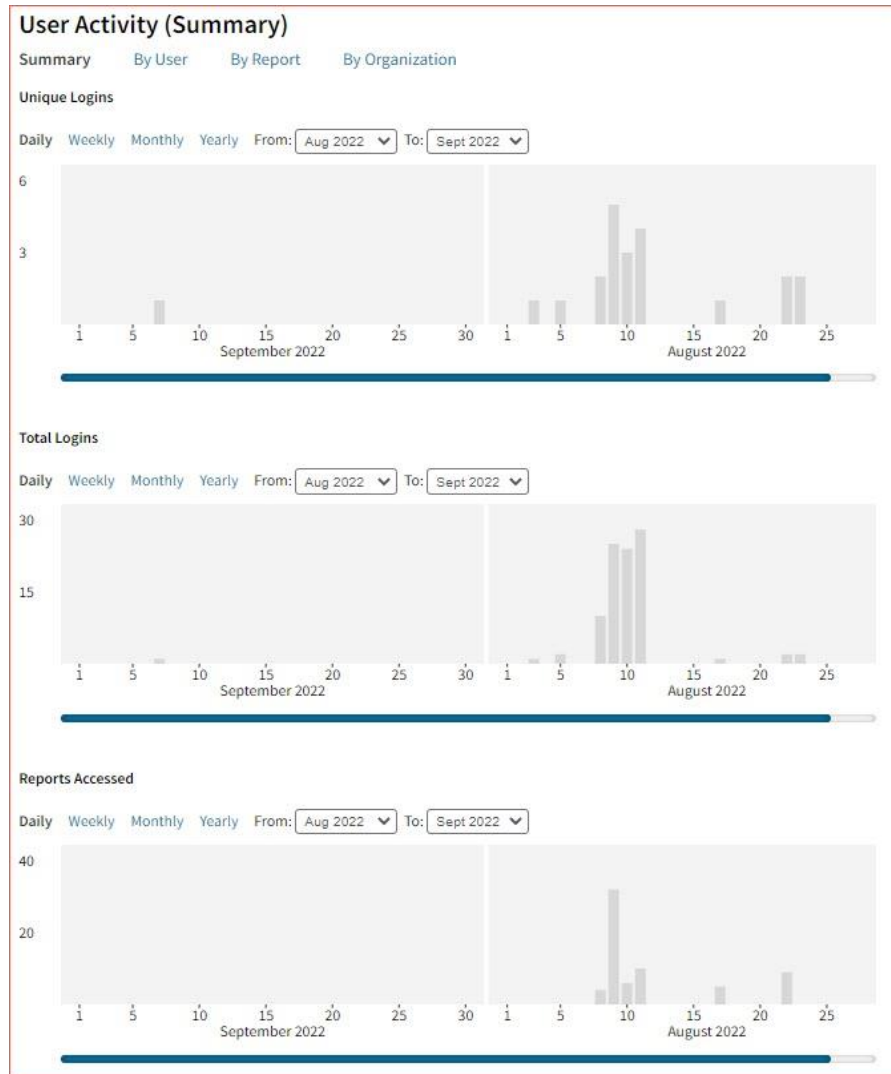 User Activity (Summary)
Summary By User By Report By Organization
Unique Logins
Daily Weekly Monthly Yearly From: Aug 2022 To: Sept 2022
6
3
1 5 10 15 20 25 30 1 5 10 15 20 25
September 2022 August 2022
Total Logins
Daily Weekly Monthly Yearly From: Aug 2022 To: Sept 2022
30
15
1 5 10 15 20 25 30 1 5 10 15 20 25
September 2022 August 2022
Reports Accessed
Daily Weekly Monthly Yearly From: Aug 2022 To: Sept 2022
40
20
1 5 10 15 20 25 30 1 5 10 15 20 25
September 2022 August 2022